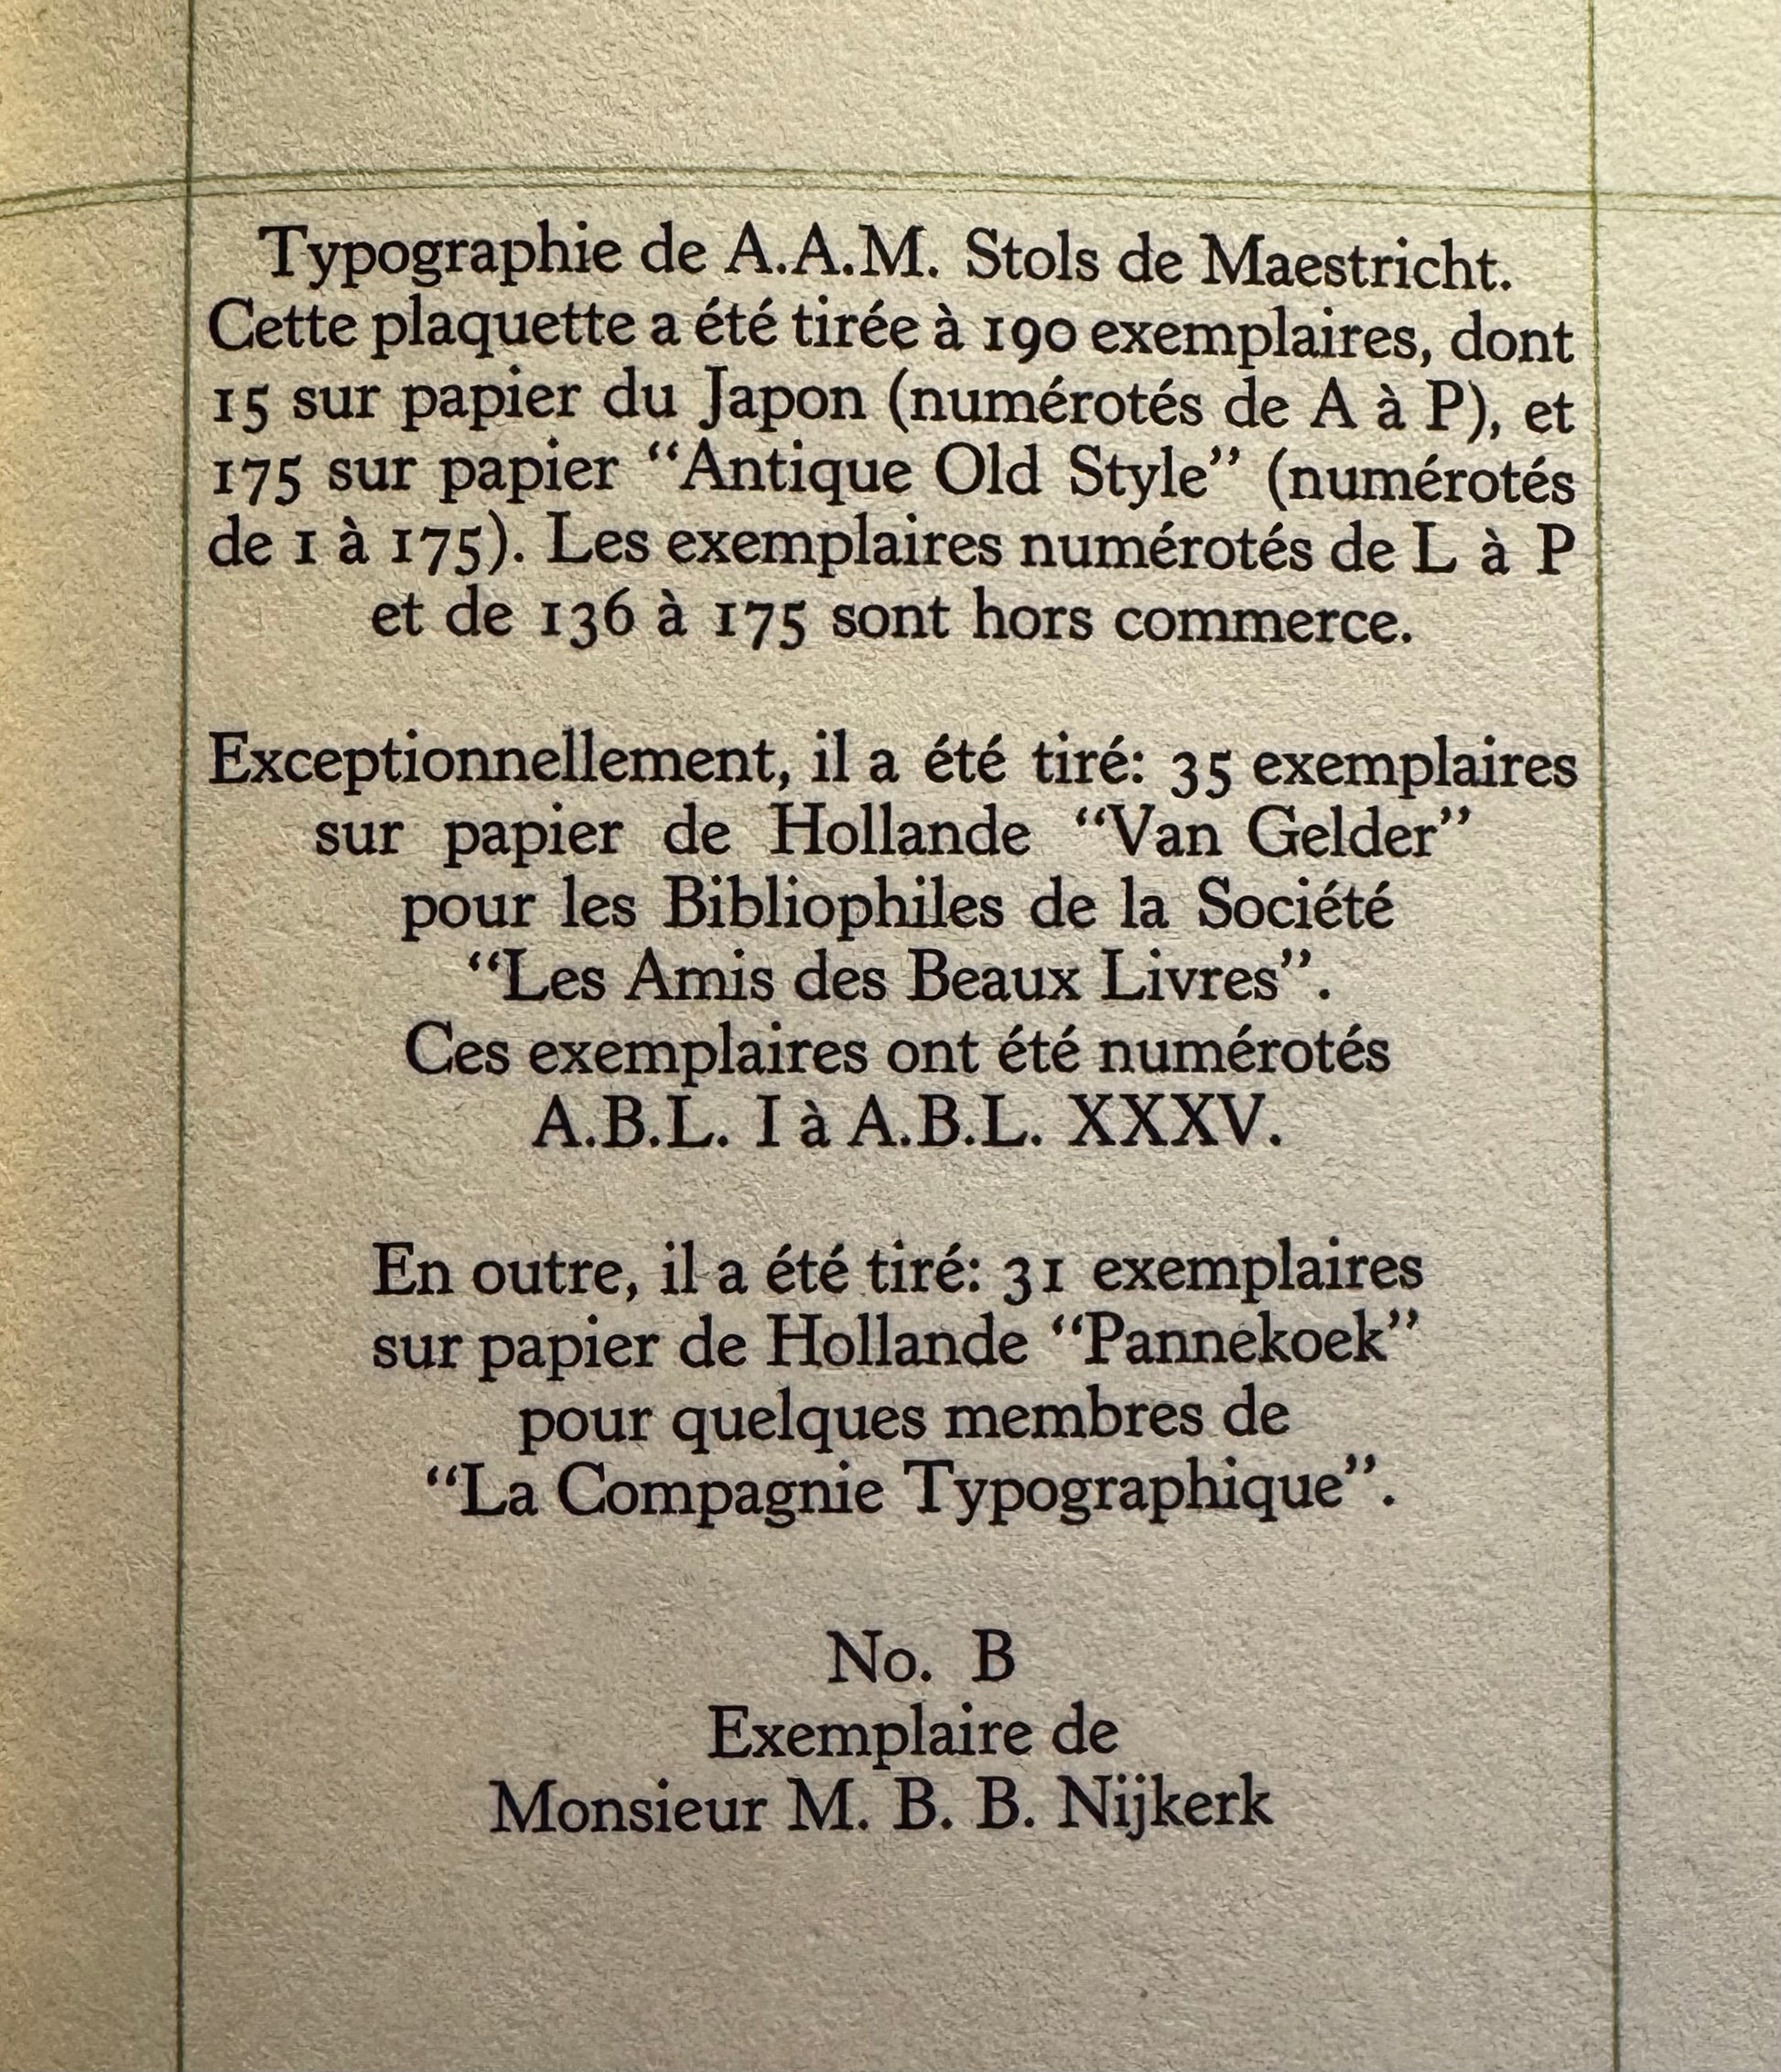 Typographie de A.A.M. Stols de Maestricht.
Cette plaquette a été tirée à 190 exemplaires, dont
15 sur papier du Japon (numérotés de A à P), et
175 sur papier “Antique Old Style” (numérotés
de 1 à 175). Les exemplaires numérotés de L à P
et de 136 à 175 sont hors commerce.
Exceptionnellement, il a été tiré: 35 exemplaires
sur papier de Hollande “Van Gelder”
pour les Bibliophiles de la Société
“Les Amis des Beaux Livres”.
Ces exemplaires ont été numérotés
A.B.L. I à A.B.L. XXXV.
En outre, il a été tiré: 31 exemplaires
sur papier de Hollande “Pannekoek”
pour quelques membres de
“La Compagnie Typographique”.
No. B
Exemplaire de
Monsieur M. B. B. Nijkerk